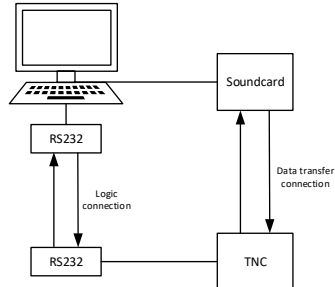 Soundcard
RS232
Logic
connection
Data transfer
connection
RS232
TNC